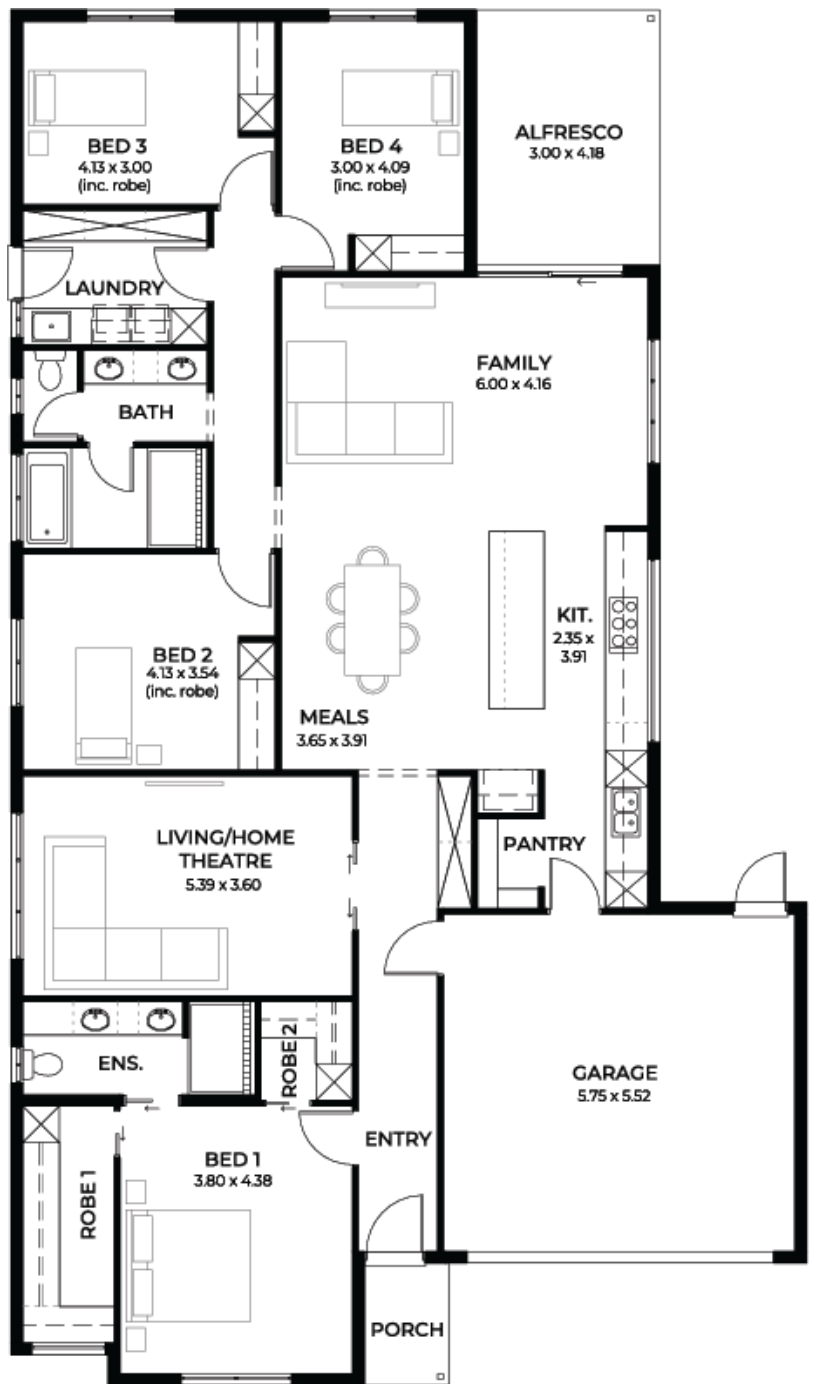 BED 3
4.13 x 3.00
(inc. robe)
BED 4
3.00 x 4.09
(inc. robe)
ALFRESCO
3.00 x 4.18
LAUNDRY
FAMILY
6.00 x 4.16
BATH
KIT.
2.35 x
3.91
BED 2
4.13 x 3.54
(inc. robe)
MEALS
3.65 x 3.91
LIVING/HOME
THEATRE
5.39 x 3.60
PANTRY
ENS.
ROBE 2
GARAGE
5.75 x 5.52
ENTRY
BED 1
3.80 x 4.38
ROBE 1
PORCH